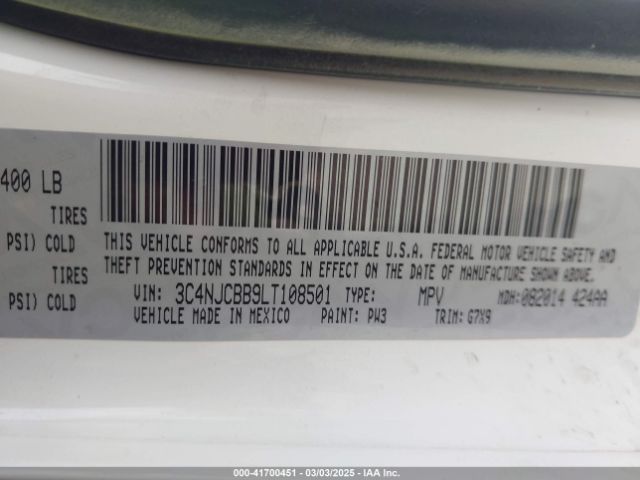 400 LB
TIRES
PSI) COLD
TIRES
PSI) COLD
THIS VEHICLE CONFORMS TO ALL APPLICABLE U.S.A. FEDERAL MOTOR VEHICLE SAFETY AND
THEFT PREVENTION STANDARDS IN EFFECT ON THE DATE OF MANUFACTURE SHOWN ABOVE.
VIN: 3C4NJCBB9LT108501 TYPE: MPV MDH: 082014 424AA
VEHICLE MADE IN MEXICO PAINT: PW3 TRIM: G7X9
000-41700451 | 03/03/2025 - IAA Inc.